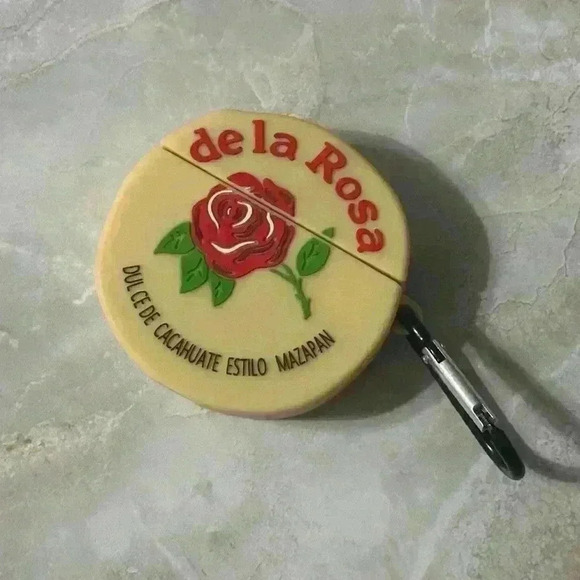 de la Rosa
DULCE DE CACAHUATE ESTILO MAZAPAN